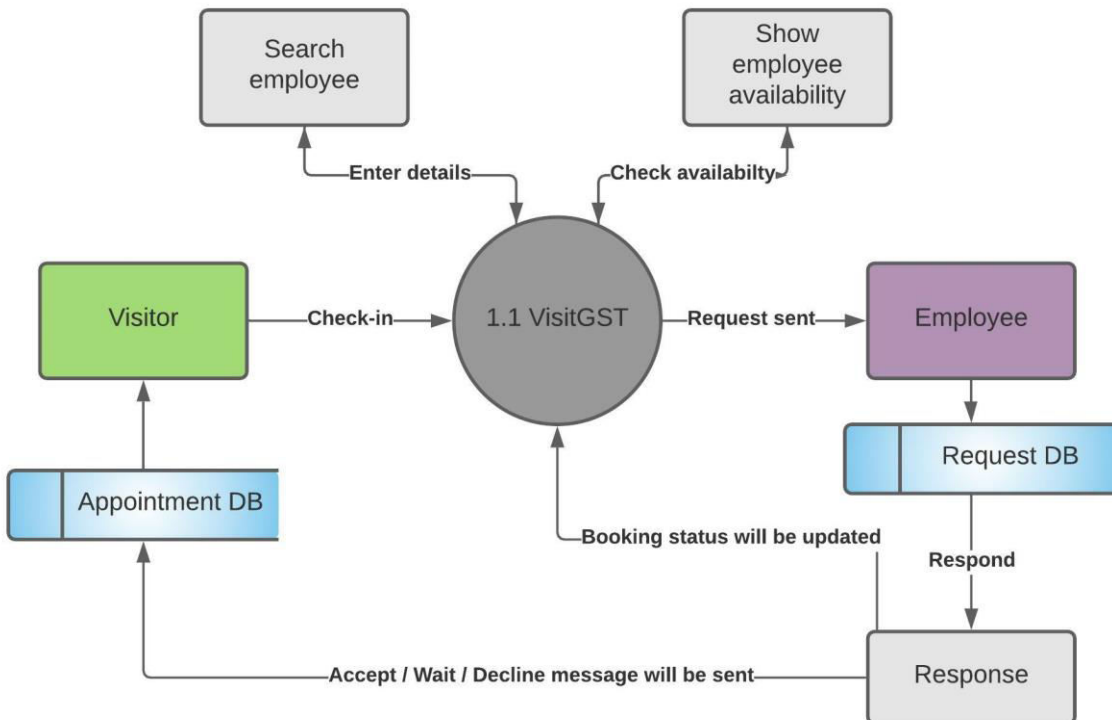 Search
employee
Show
employee
availability
Enter details
Check availabilty
Visitor
Check-in
1.1 VisitGST
Request sent
Employee
Appointment DB
Request DB
Booking status will be updated
Respond
Accept / Wait / Decline message will be sent
Response